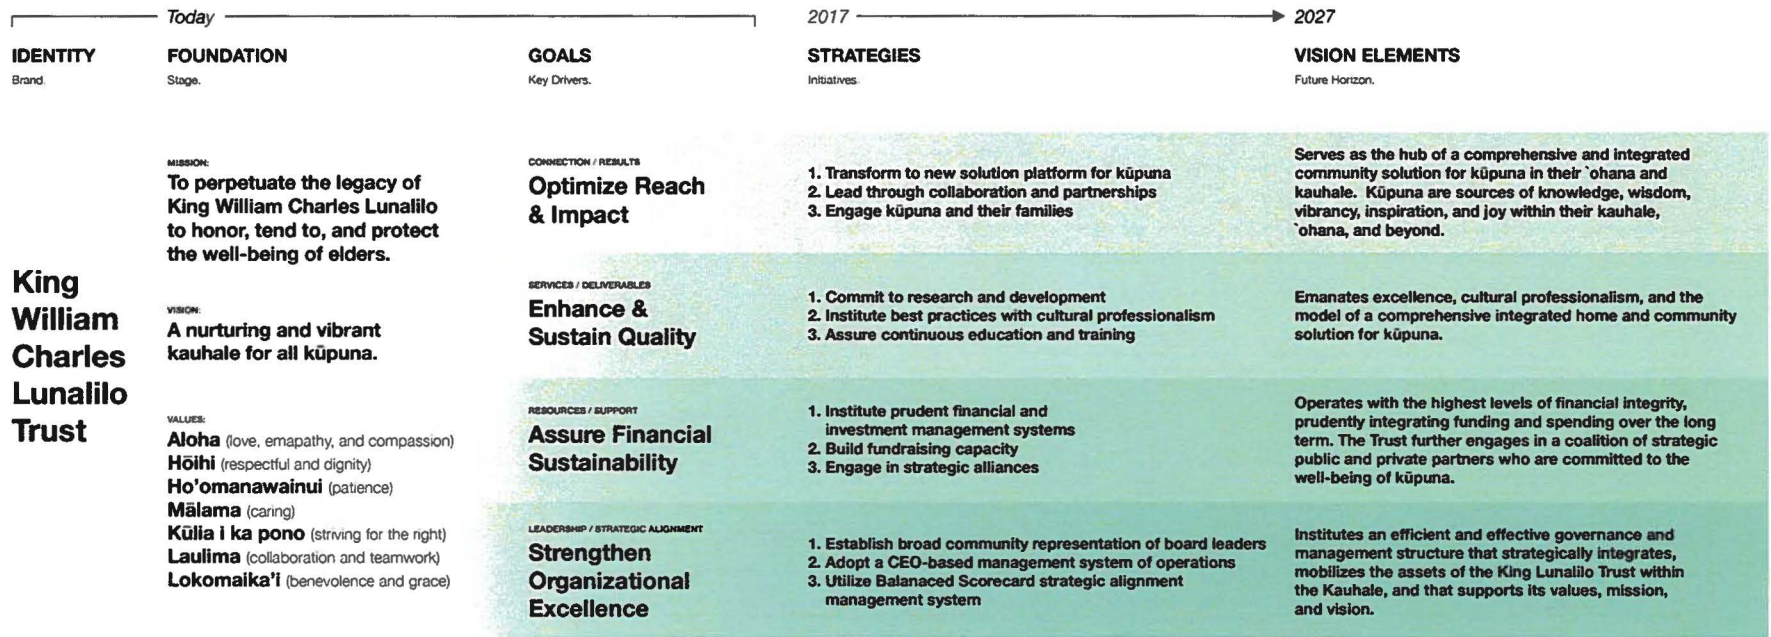 Today
2017
2027
IDENTITY
Brand.
FOUNDATION
Stage.
GOALS
Key Drivers.
STRATEGIES
Initiatives.
VISION ELEMENTS
Future Horizon.
King
William
Charles
Lunalilo
Trust
MISSION:
To perpetuate the legacy of
King William Charles Lunalilo
to honor, tend to, and protect
the well-being of elders.
VISION:
A nurturing and vibrant
kauhale for all kūpuna.
VALUES:
Aloha (love, emapathy, and compassion)
Hōihi (respectful and dignity)
Ho'omanawainui (patience)
Mālama (caring)
Kūlia i ka pono (striving for the right)
Laulima (collaboration and teamwork)
Lokomaika'i (benevolence and grace)
CONNECTION / RESULTS
Optimize Reach
& Impact
1. Transform to new solution platform for kūpuna
2. Lead through collaboration and partnerships
3. Engage kūpuna and their families
Serves as the hub of a comprehensive and integrated
community solution for kūpuna in their `ohana and
kauhale. Kūpuna are sources of knowledge, wisdom,
vibrancy, inspiration, and joy within their kauhale,
`ohana, and beyond.
SERVICES / DELIVERABLES
Enhance &
Sustain Quality
1. Commit to research and development
2. Institute best practices with cultural professionalism
3. Assure continuous education and training
Emanates excellence, cultural professionalism, and the
model of a comprehensive integrated home and community
solution for kūpuna.
RESOURCES / SUPPORT
Assure Financial
Sustainability
1. Institute prudent financial and
investment management systems
2. Build fundraising capacity
3. Engage in strategic alliances
Operates with the highest levels of financial integrity,
prudently integrating funding and spending over the long
term. The Trust further engages in a coalition of strategic
public and private partners who are committed to the
well-being of kūpuna.
LEADERSHIP / STRATEGIC ALIGNMENT
Strengthen
Organizational
Excellence
1. Establish broad community representation of board leaders
2. Adopt a CEO-based management system of operations
3. Utilize Balanaced Scorecard strategic alignment
management system
Institutes an efficient and effective governance and
management structure that strategically integrates,
mobilizes the assets of the King Lunalilo Trust within
the Kauhale, and that supports its values, mission,
and vision.